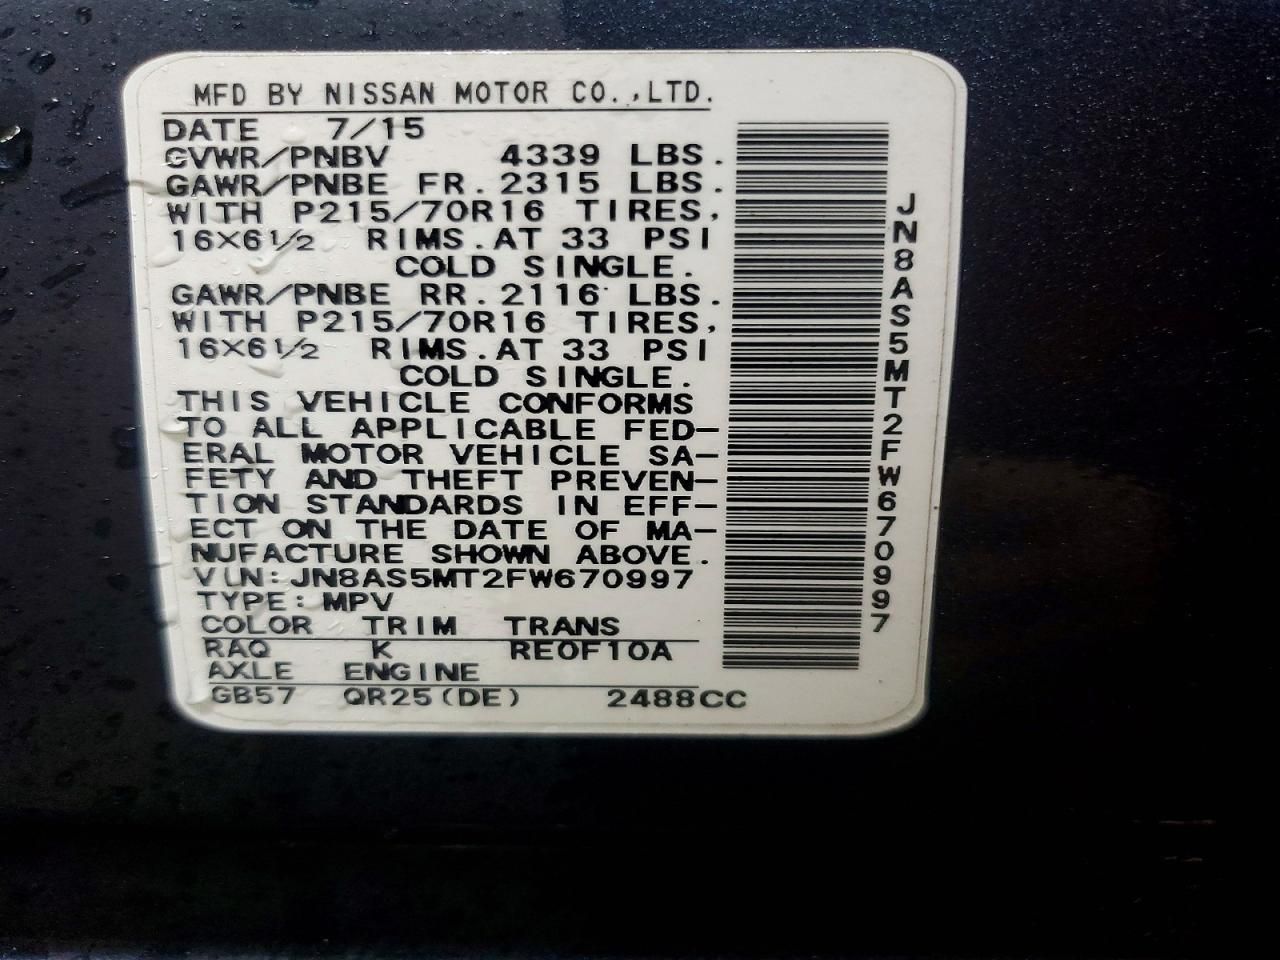 MFD BY NISSAN MOTOR CO.,LTD.
DATE 7/15
GVWR/PNBV 4339 LBS.
GAWR/PNBE FR. 2315 LBS.
WITH P215/70R16 TIRES,
16×6½ RIMS. AT 33 PSI
COLD SINGLE.
GAWR/PNBE RR. 2116 LBS.
WITH P215/70R16 TIRES,
16×6½ RIMS. AT 33 PSI
COLD SINGLE.
THIS VEHICLE CONFORMS
TO ALL APPLICABLE FED-
ERAL MOTOR VEHICLE SA-
FETY AND THEFT PREVEN-
TION STANDARDS IN EFF-
ECT ON THE DATE OF MA-
NUFACTURE SHOWN ABOVE.
VIN: JN8AS5MT2FW670997
TYPE: MPV
COLOR TRIM TRANS
RAQ K RE0F10A
AXLE ENGINE
GB57 QR25(DE) 2488CC
JN8AS5MT2FW670997